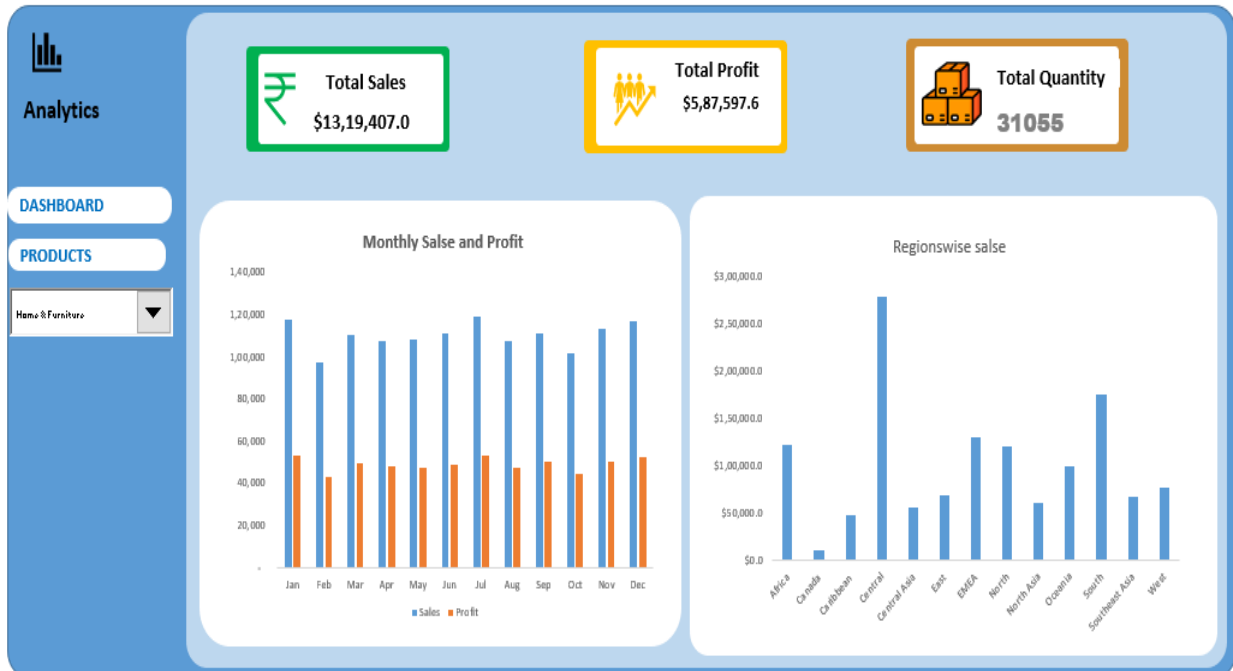 Analytics
DASHBOARD
PRODUCTS
Home & Furniture
Total Sales
$13,19,407.0
Total Profit
$5,87,597.6
Total Quantity
31055
Monthly Salse and Profit
1,40,000
1,20,000
1,00,000
80,000
60,000
40,000
20,000
-
Jan Feb Mar Apr May Jun Jul Aug Sep Oct Nov Dec
Sales Profit
Regionswise salse
$3,00,000.0
$2,50,000.0
$2,00,000.0
$1,50,000.0
$1,00,000.0
$50,000.0
$0.0
Africa Canada Caribbean Central Central Asia East EMEA North North Asia Oceania South Southeast Asia West